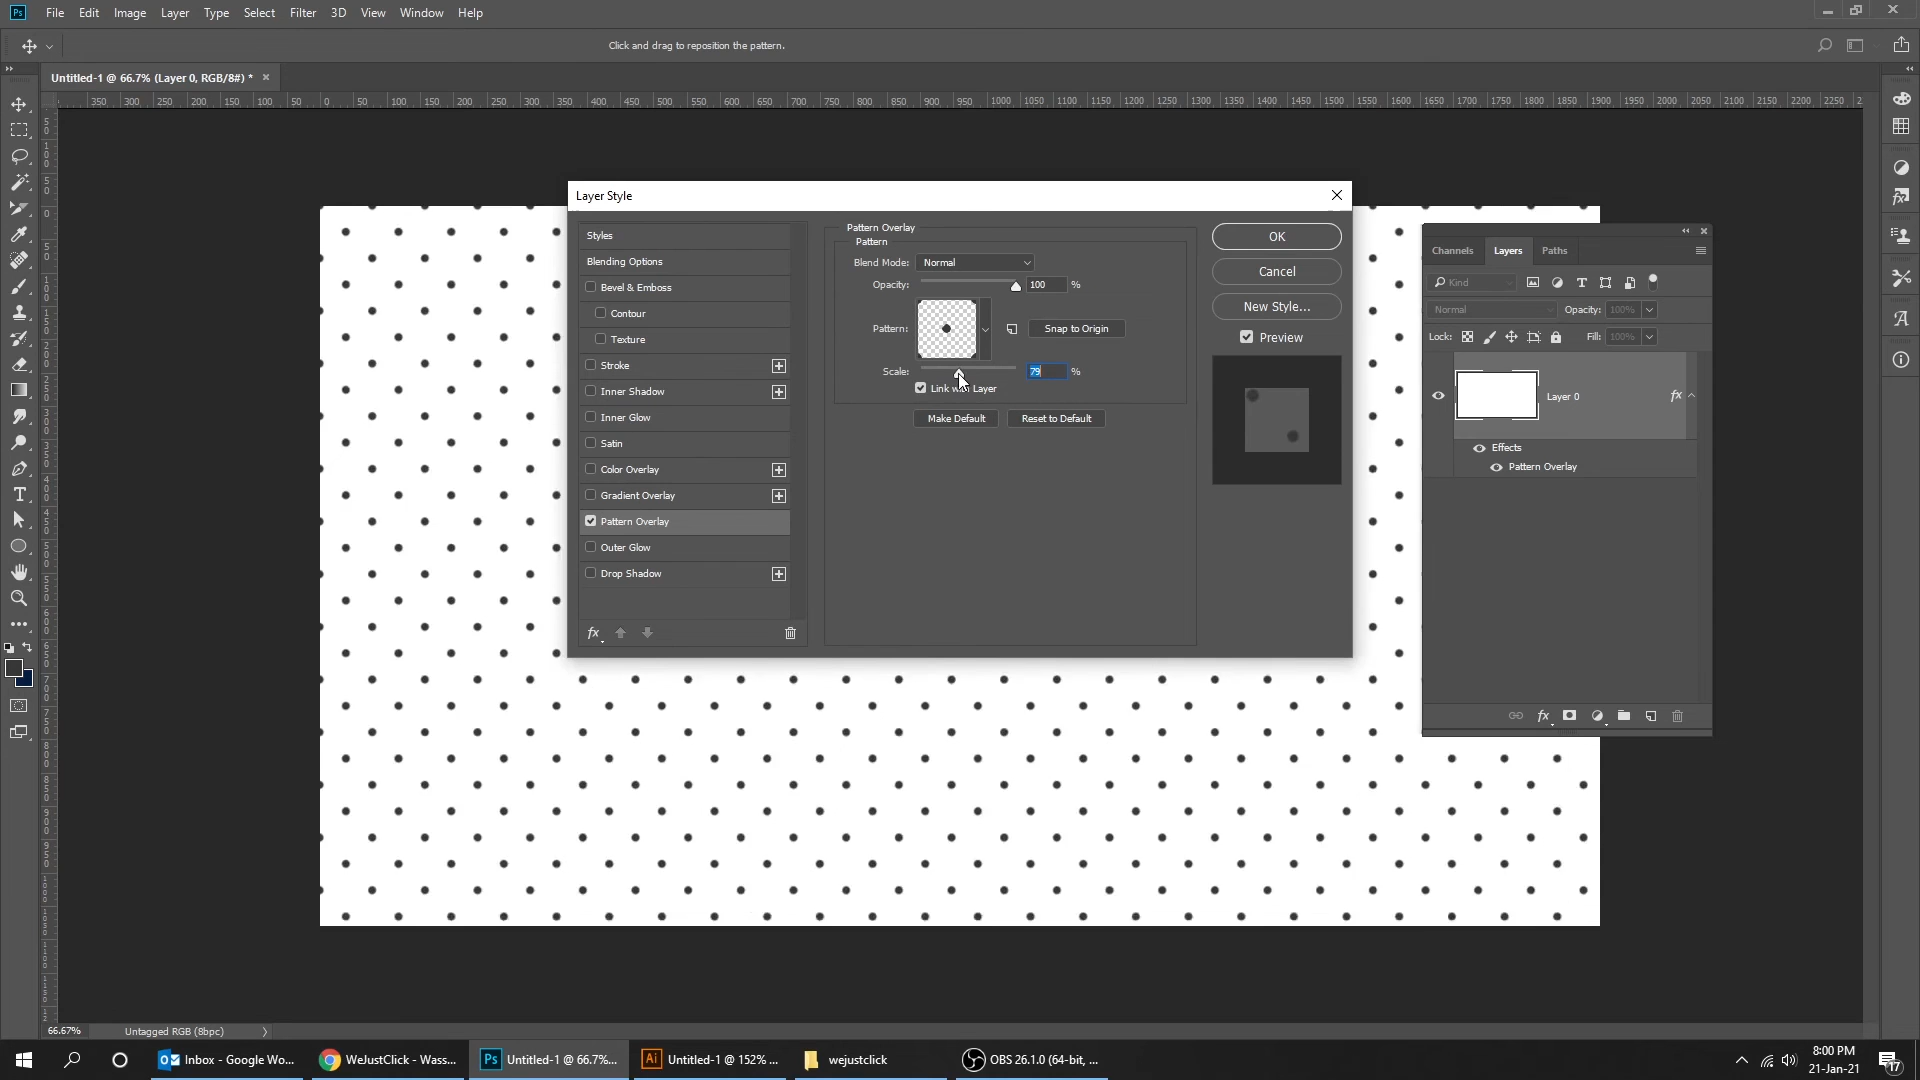 Ps File Edit Image Layer Type Select Filter 3D View Window Help
Click and drag to reposition the pattern.
Untitled-1 @ 66.7% (Layer 0, RGB/8#) * ×
350 300 250 200 150 100 50 0 50 100 150 200 250 300 350 400 450 500 550 600 650 700 750 800 850 900 950 1000 1050 1100 1150 1200 1250 1300 1350 1400 1450 1500 1550 1600 1650 1700 1750 1800 1850 1900 1950 2000 2050 2100 2150 2200 2250
Layer Style
Styles
Blending Options
Bevel & Emboss
Contour
Texture
Stroke
Inner Shadow
Inner Glow
Satin
Color Overlay
Gradient Overlay
Pattern Overlay
Outer Glow
Drop Shadow
fx
Pattern Overlay
Pattern
Blend Mode: Normal
Opacity: 100 %
Pattern: Snap to Origin
Scale: 79 %
Link with Layer
Make Default Reset to Default
OK
Cancel
New Style...
Preview
Channels Layers Paths
Kind
Normal Opacity: 100%
Lock: Fill: 100%
Layer 0 fx
Effects
Pattern Overlay
fx
66.67% Untagged RGB (8bpc)
Inbox - Google Wo...
WeJustClick - Wass...
Ps Untitled-1 @ 66.7%...
Ai Untitled-1 @ 152% ...
wejustclick
OBS 26.1.0 (64-bit, ...
8:00 PM
21-Jan-21
17